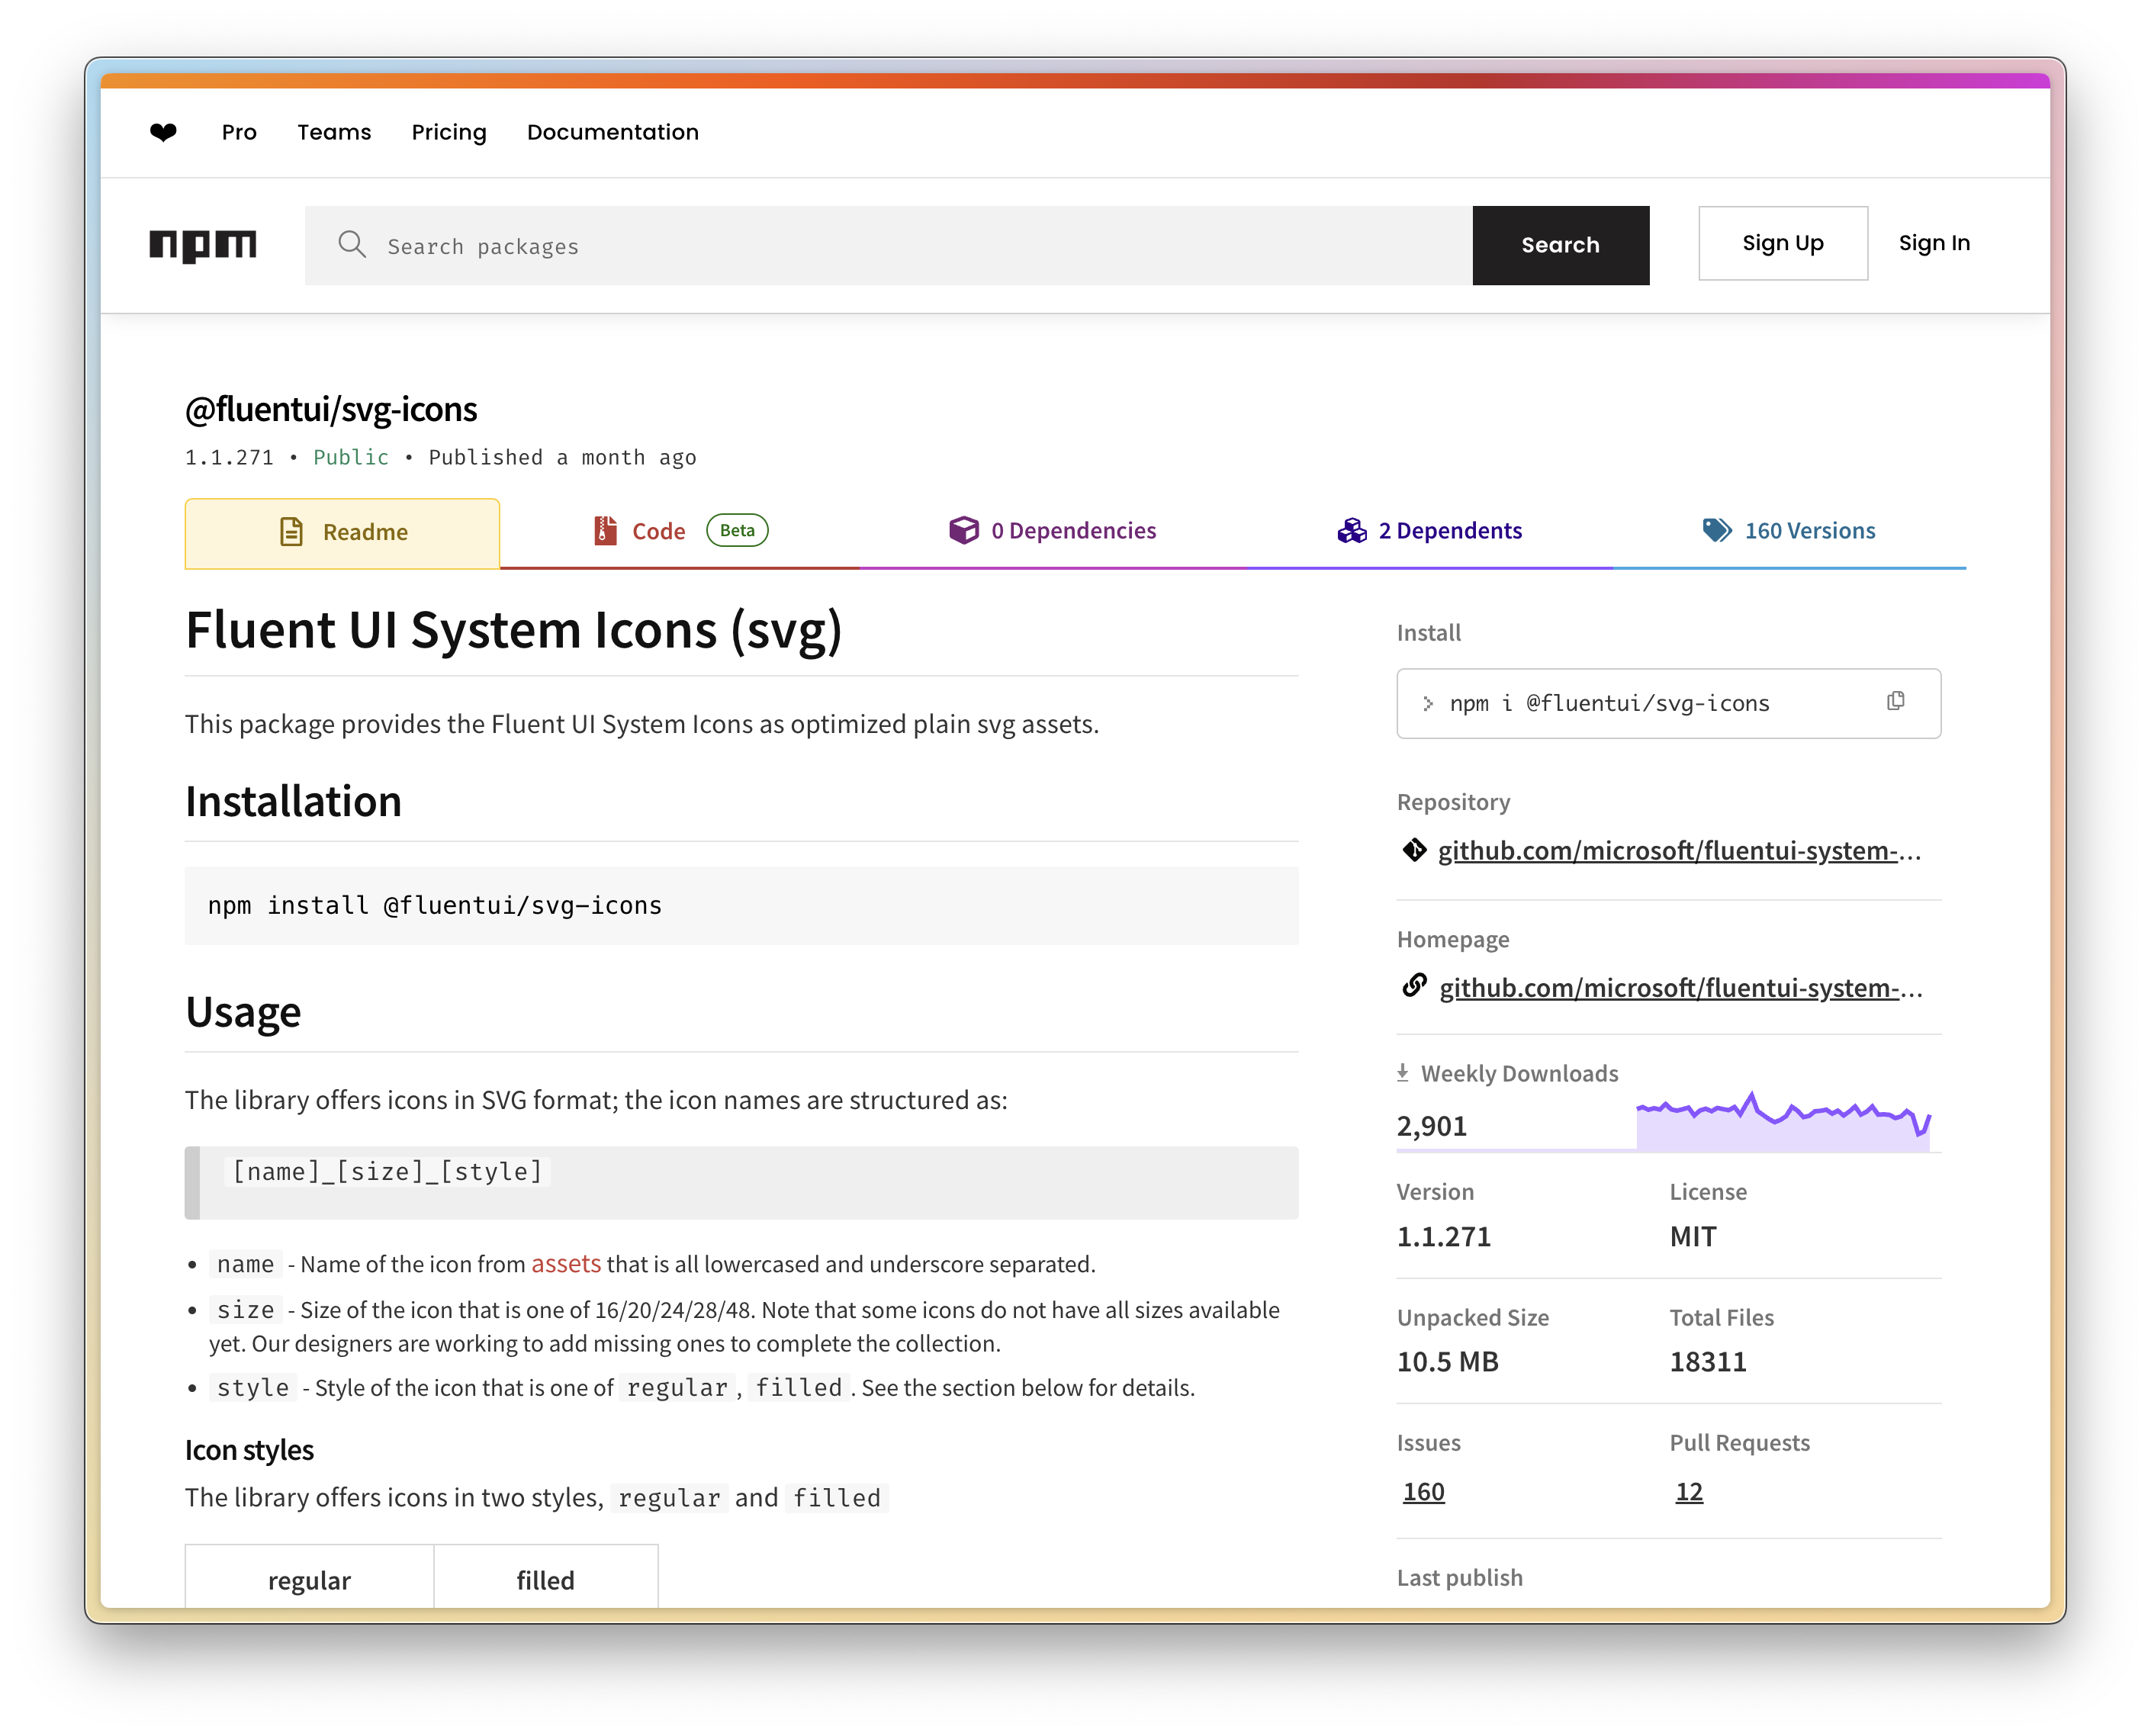 Pro Teams Pricing Documentation
npm Search packages Search Sign Up Sign In
@fluentui/svg-icons
1.1.271 • Public • Published a month ago
Readme Code Beta 0 Dependencies 2 Dependents 160 Versions
Fluent UI System Icons (svg)
This package provides the Fluent UI System Icons as optimized plain svg assets.
Installation
npm install @fluentui/svg-icons
Usage
The library offers icons in SVG format; the icon names are structured as:
[name]_[size]_[style]
• name - Name of the icon from assets that is all lowercased and underscore separated.
• size - Size of the icon that is one of 16/20/24/28/48. Note that some icons do not have all sizes available
yet. Our designers are working to add missing ones to complete the collection.
• style - Style of the icon that is one of regular, filled. See the section below for details.
Icon styles
The library offers icons in two styles, regular and filled
regular filled
Install
npm i @fluentui/svg-icons
Repository
github.com/microsoft/fluentui-system-...
Homepage
github.com/microsoft/fluentui-system-...
Weekly Downloads
2,901
Version License
1.1.271 MIT
Unpacked Size Total Files
10.5 MB 18311
Issues Pull Requests
160 12
Last publish